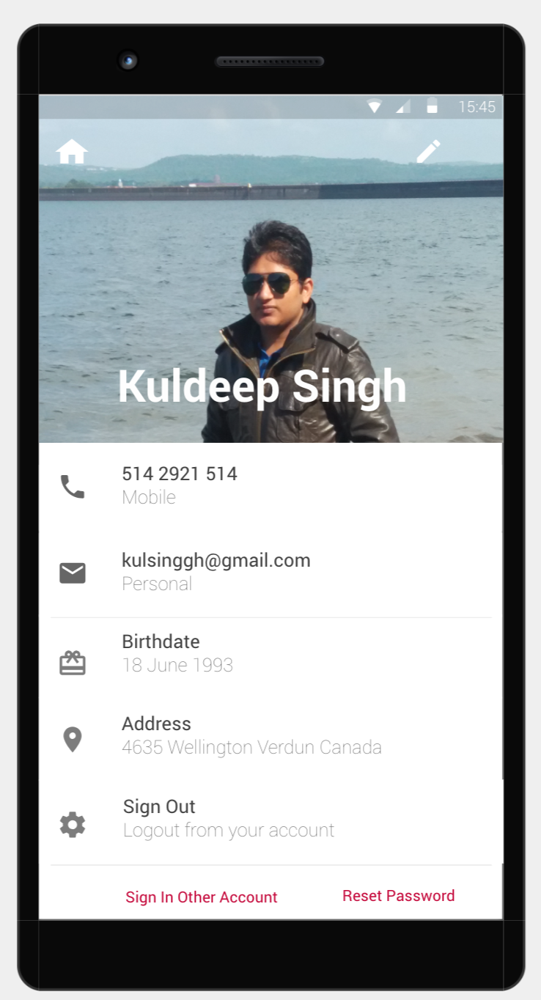 15:45
Kuldeep Singh
514 2921 514
Mobile
kulsinggh@gmail.com
Personal
Birthdate
18 June 1993
Address
4635 Wellington Verdun Canada
Sign Out
Logout from your account
Sign In Other Account
Reset Password